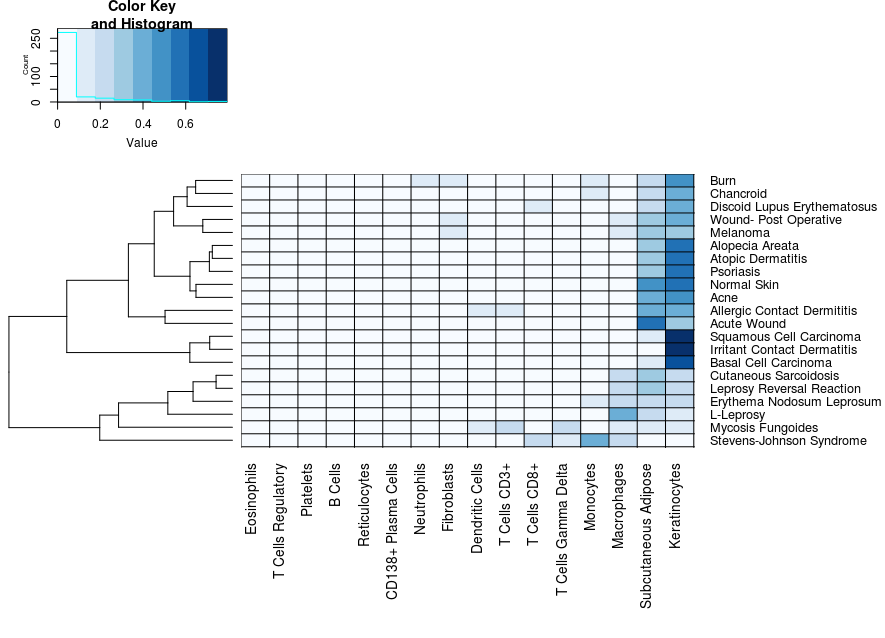 Color Key
and Histogram
Count
0 100 250
0 0.2 0.4 0.6
Value
Burn
Chancroid
Discoid Lupus Erythematosus
Wound- Post Operative
Melanoma
Alopecia Areata
Atopic Dermatitis
Psoriasis
Normal Skin
Acne
Allergic Contact Dermititis
Acute Wound
Squamous Cell Carcinoma
Irritant Contact Dermatitis
Basal Cell Carcinoma
Cutaneous Sarcoidosis
Leprosy Reversal Reaction
Erythema Nodosum Leprosum
L-Leprosy
Mycosis Fungoides
Stevens-Johnson Syndrome
Eosinophils
T Cells Regulatory
Platelets
B Cells
Reticulocytes
CD138+ Plasma Cells
Neutrophils
Fibroblasts
Dendritic Cells
T Cells CD3+
T Cells CD8+
T Cells Gamma Delta
Monocytes
Macrophages
Subcutaneous Adipose
Keratinocytes